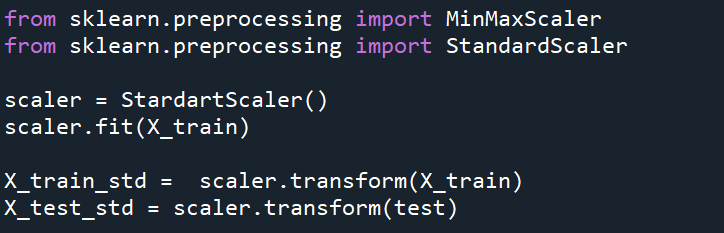 from sklearn.preprocessing import MinMaxScaler
from sklearn.preprocessing import StandardScaler
scaler = StardartScaler()
scaler.fit(X_train)
X_train_std =  scaler.transform(X_train)
X_test_std = scaler.transform(test)